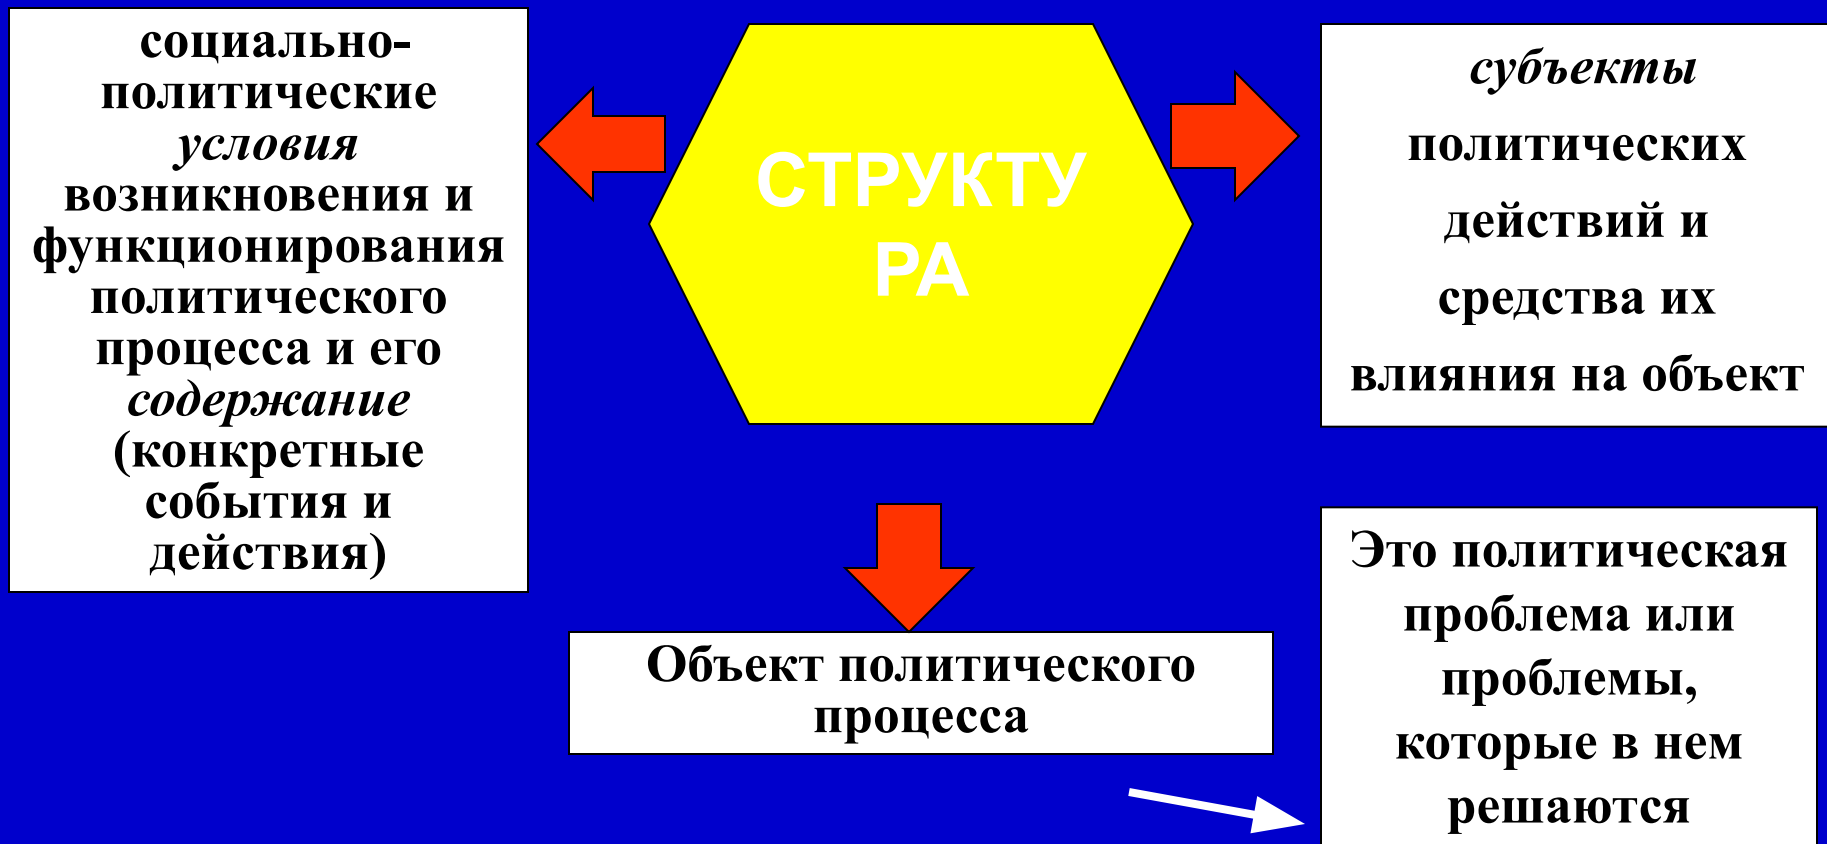 социально-
политические
условия
возникновения и
функционирования
политического
процесса и его
содержание
(конкретные
события и
действия)
СТРУКТУ
РА
субъекты
политических
действий и
средства их
влияния на объект
Объект политического
процесса
Это политическая
проблема или
проблемы,
которые в нем
решаются